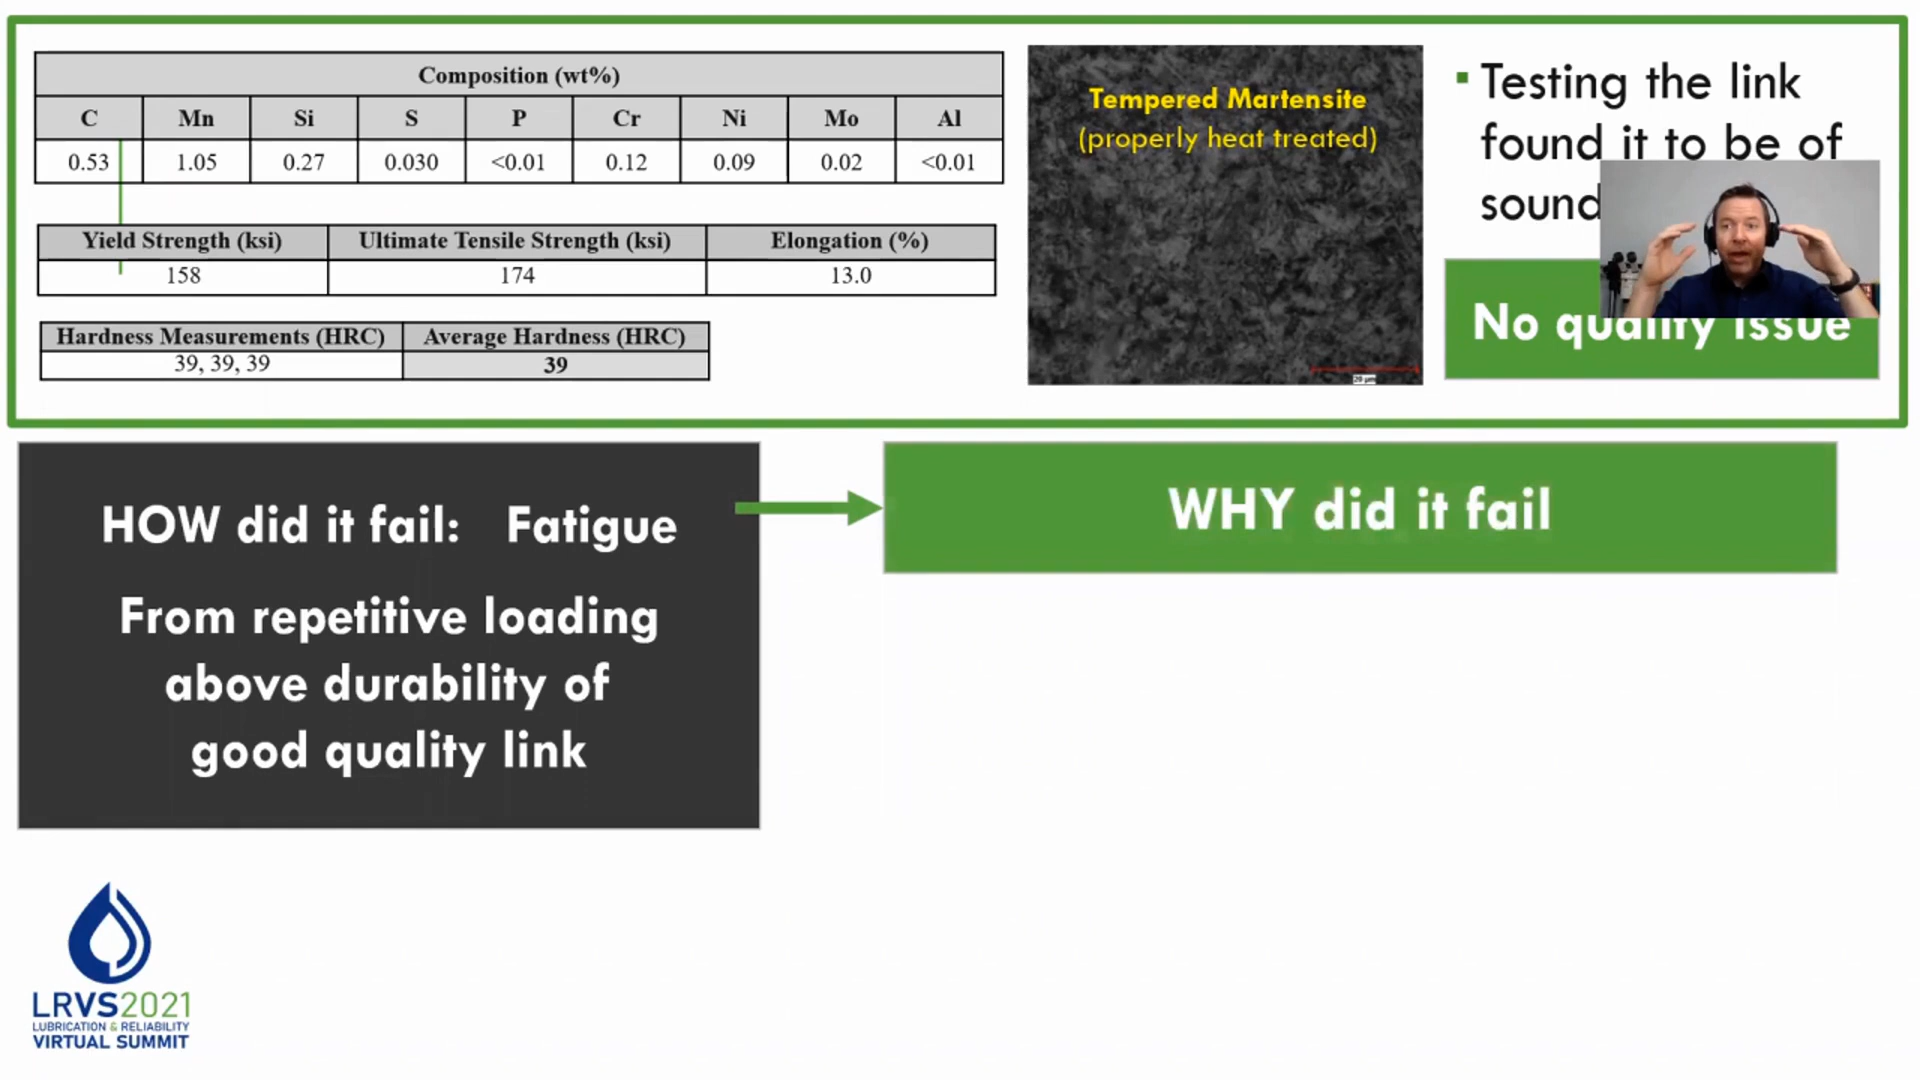 Composition (wt%)
C Mn Si S P Cr Ni Mo Al
0.53 1.05 0.27 0.030 <0.01 0.12 0.09 0.02 <0.01
Yield Strength (ksi) Ultimate Tensile Strength (ksi) Elongation (%)
158 174 13.0
Hardness Measurements (HRC) Average Hardness (HRC)
39, 39, 39 39
Tempered Martensite
(properly heat treated)
20 µm
Testing the link
found it to be of
sound
No quality issue
HOW did it fail: Fatigue
From repetitive loading
above durability of
good quality link
WHY did it fail
LRVS2021
LUBRICATION & RELIABILITY
VIRTUAL SUMMIT